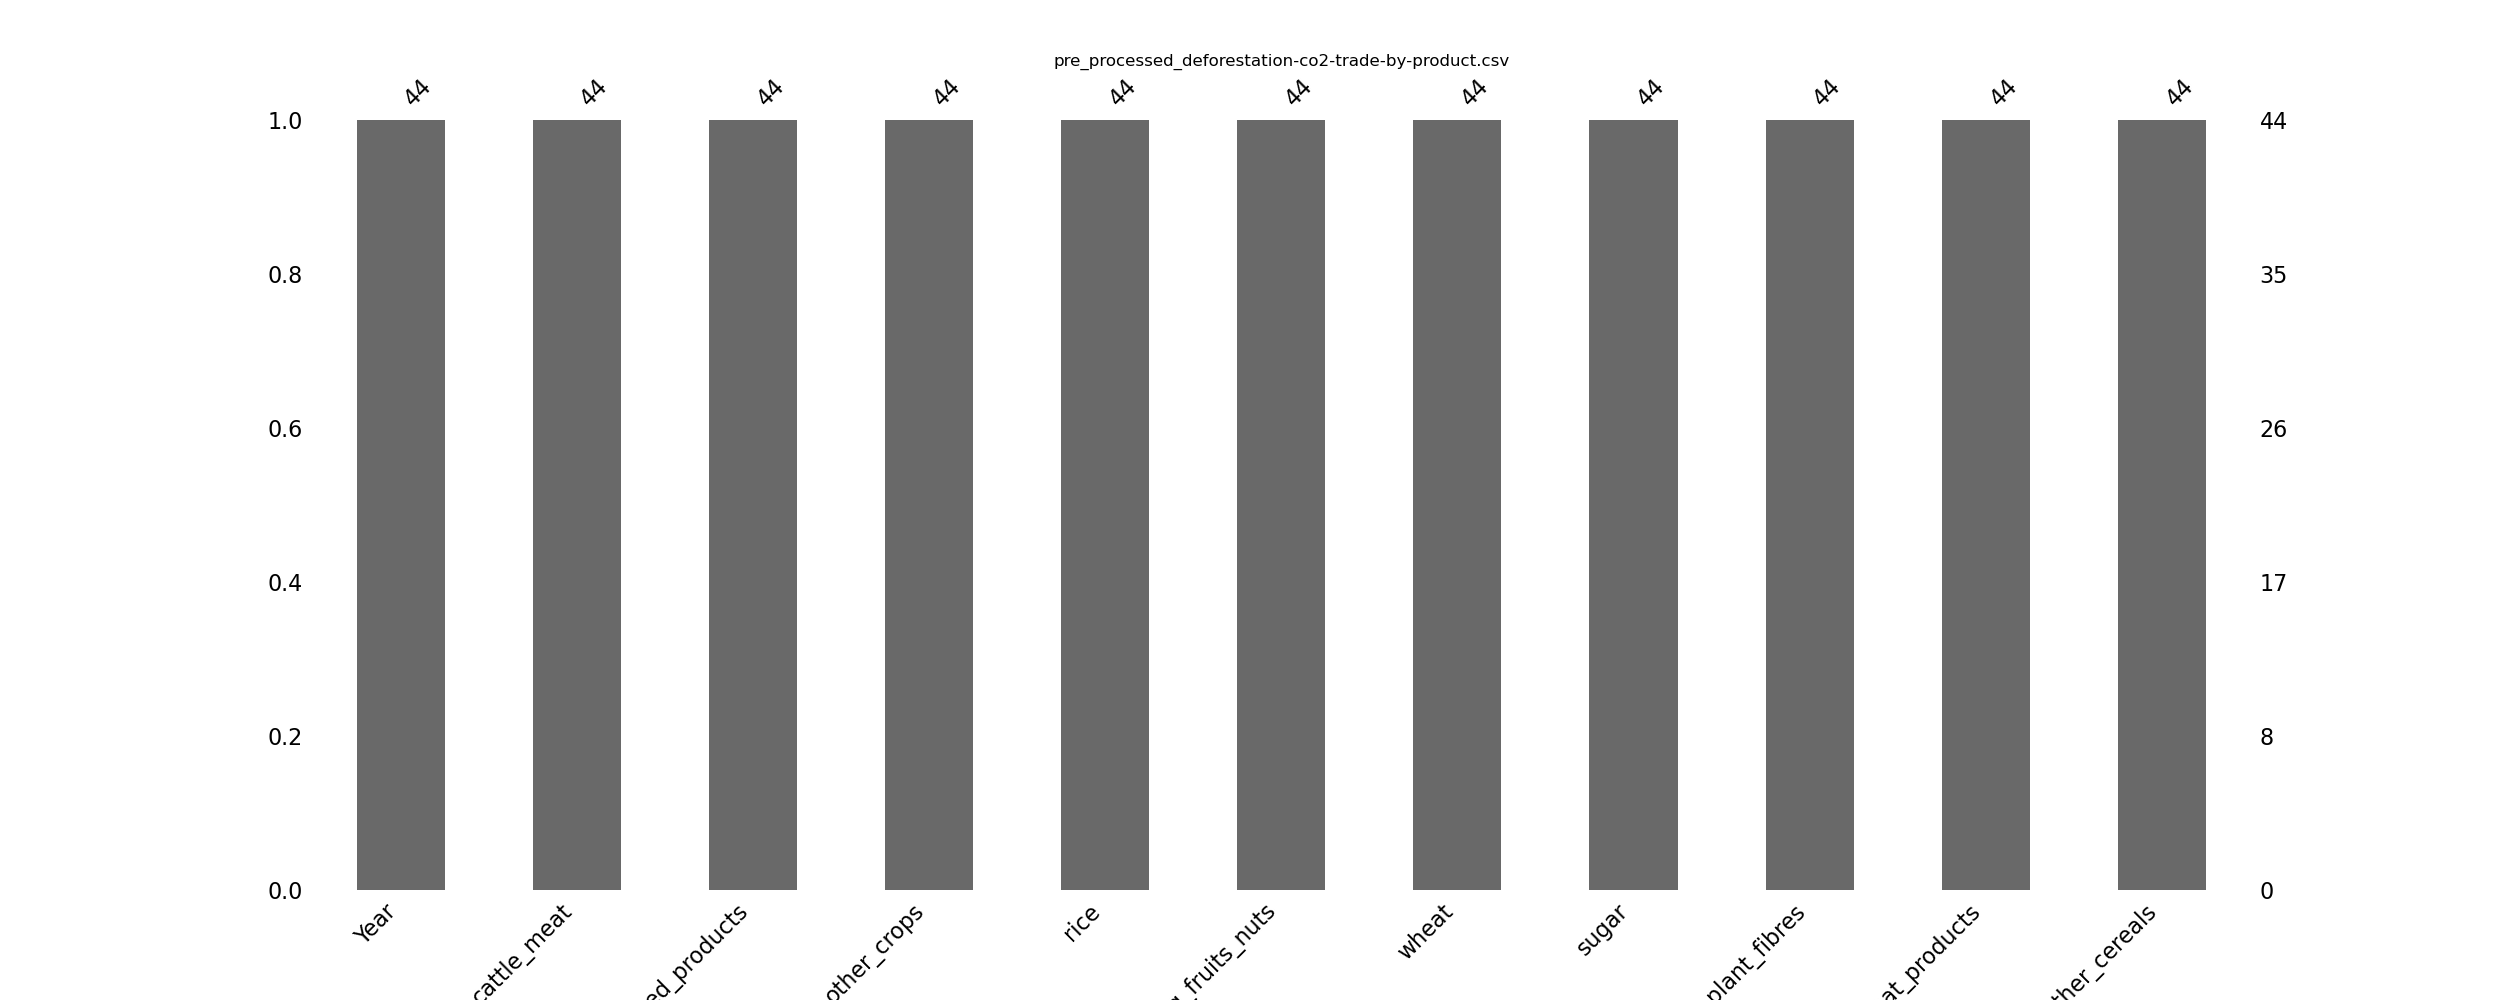 pre_processed_deforestation-co2-trade-by-product.csv
44 44 44 44 44 44 44 44 44 44 44
1.0 44
0.8 35
0.6 26
0.4 17
0.2 8
0.0 0
Year
cattle_meat
ed_products
other_crops
rice
_fruits_nuts
wheat
sugar
plant_fibres
at_products
ther_cereals